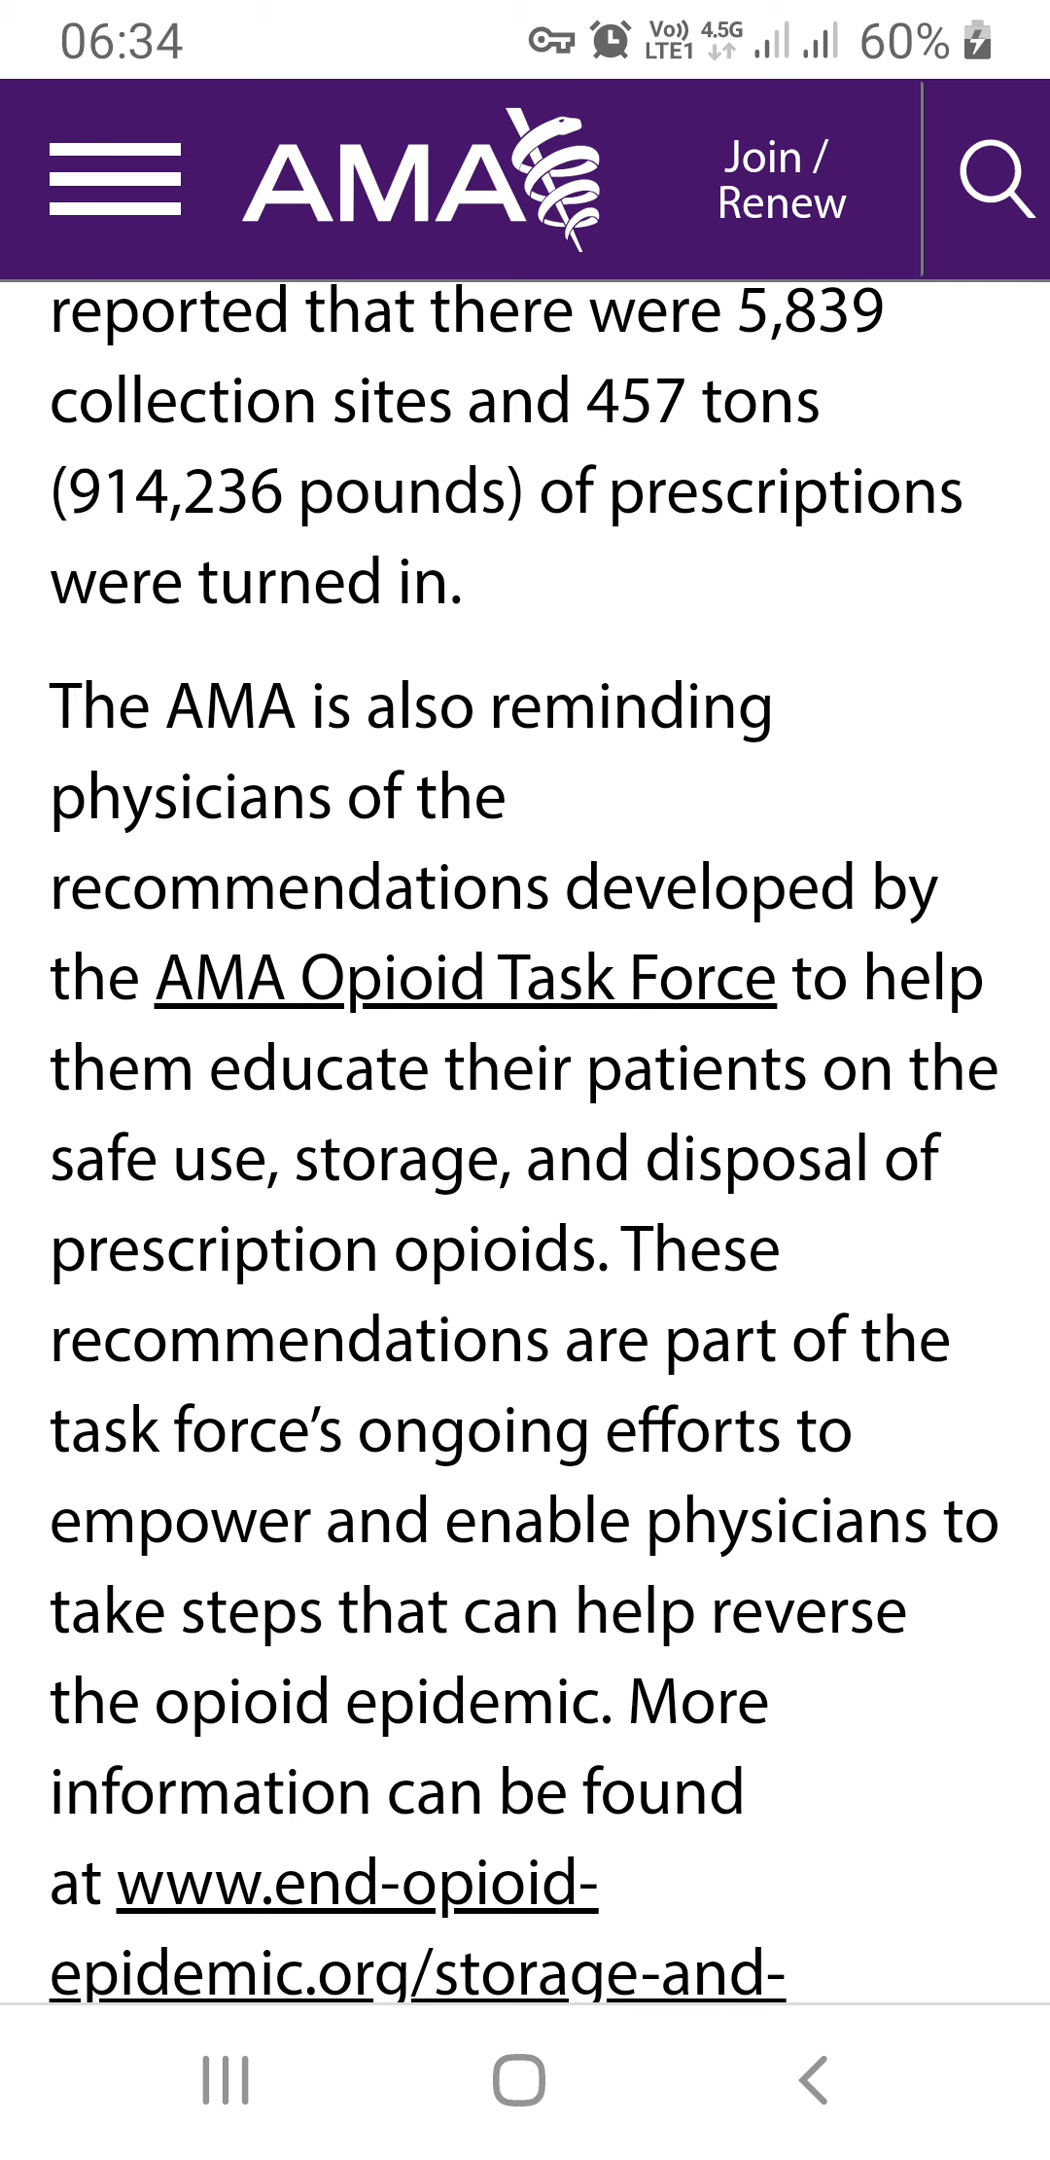 06:34 Vo)) LTE1 4.5G 60%
AMA Join / Renew
reported that there were 5,839
collection sites and 457 tons
(914,236 pounds) of prescriptions
were turned in.
The AMA is also reminding
physicians of the
recommendations developed by
the AMA Opioid Task Force to help
them educate their patients on the
safe use, storage, and disposal of
prescription opioids. These
recommendations are part of the
task force’s ongoing efforts to
empower and enable physicians to
take steps that can help reverse
the opioid epidemic. More
information can be found
at www.end-opioid-
epidemic.org/storage-and-